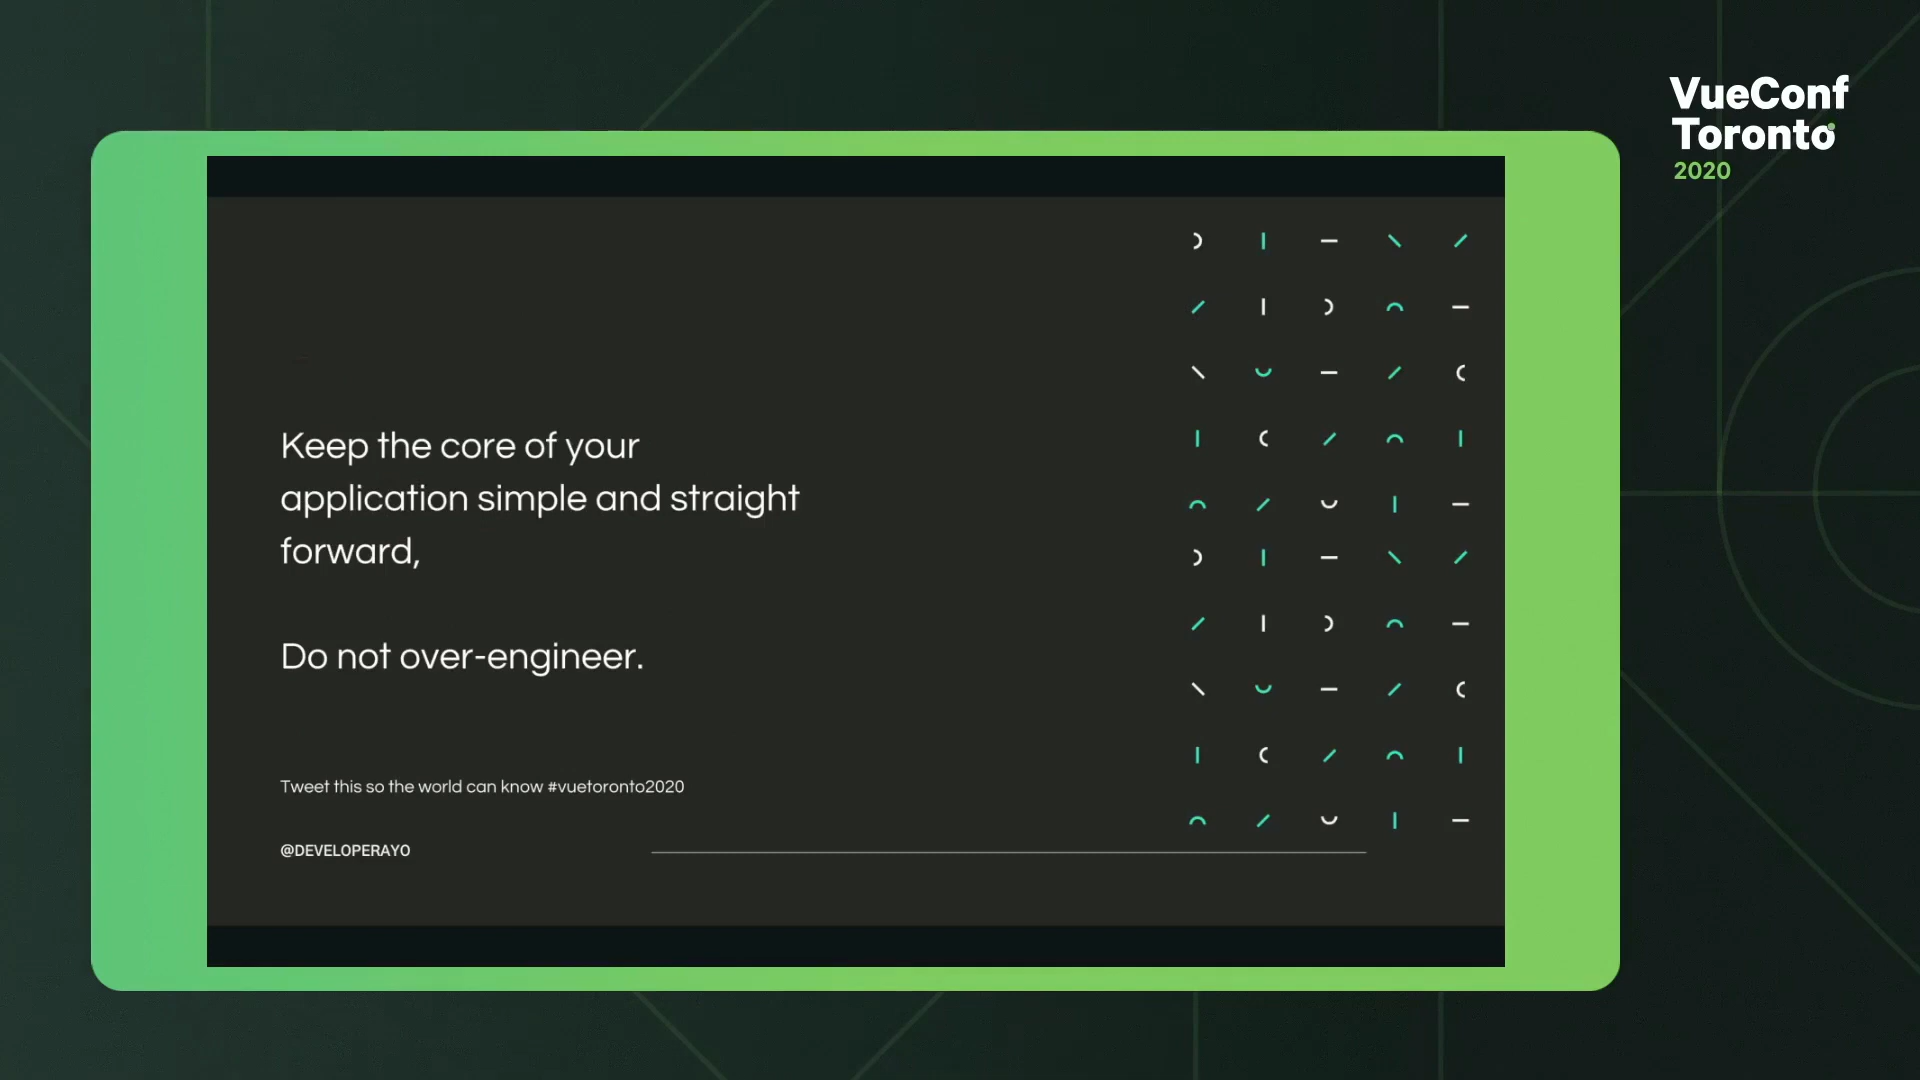 VueConf
Toronto
2020
Keep the core of your
application simple and straight
forward,
Do not over-engineer.
Tweet this so the world can know #vuetoronto2020
@DEVELOPERAYO